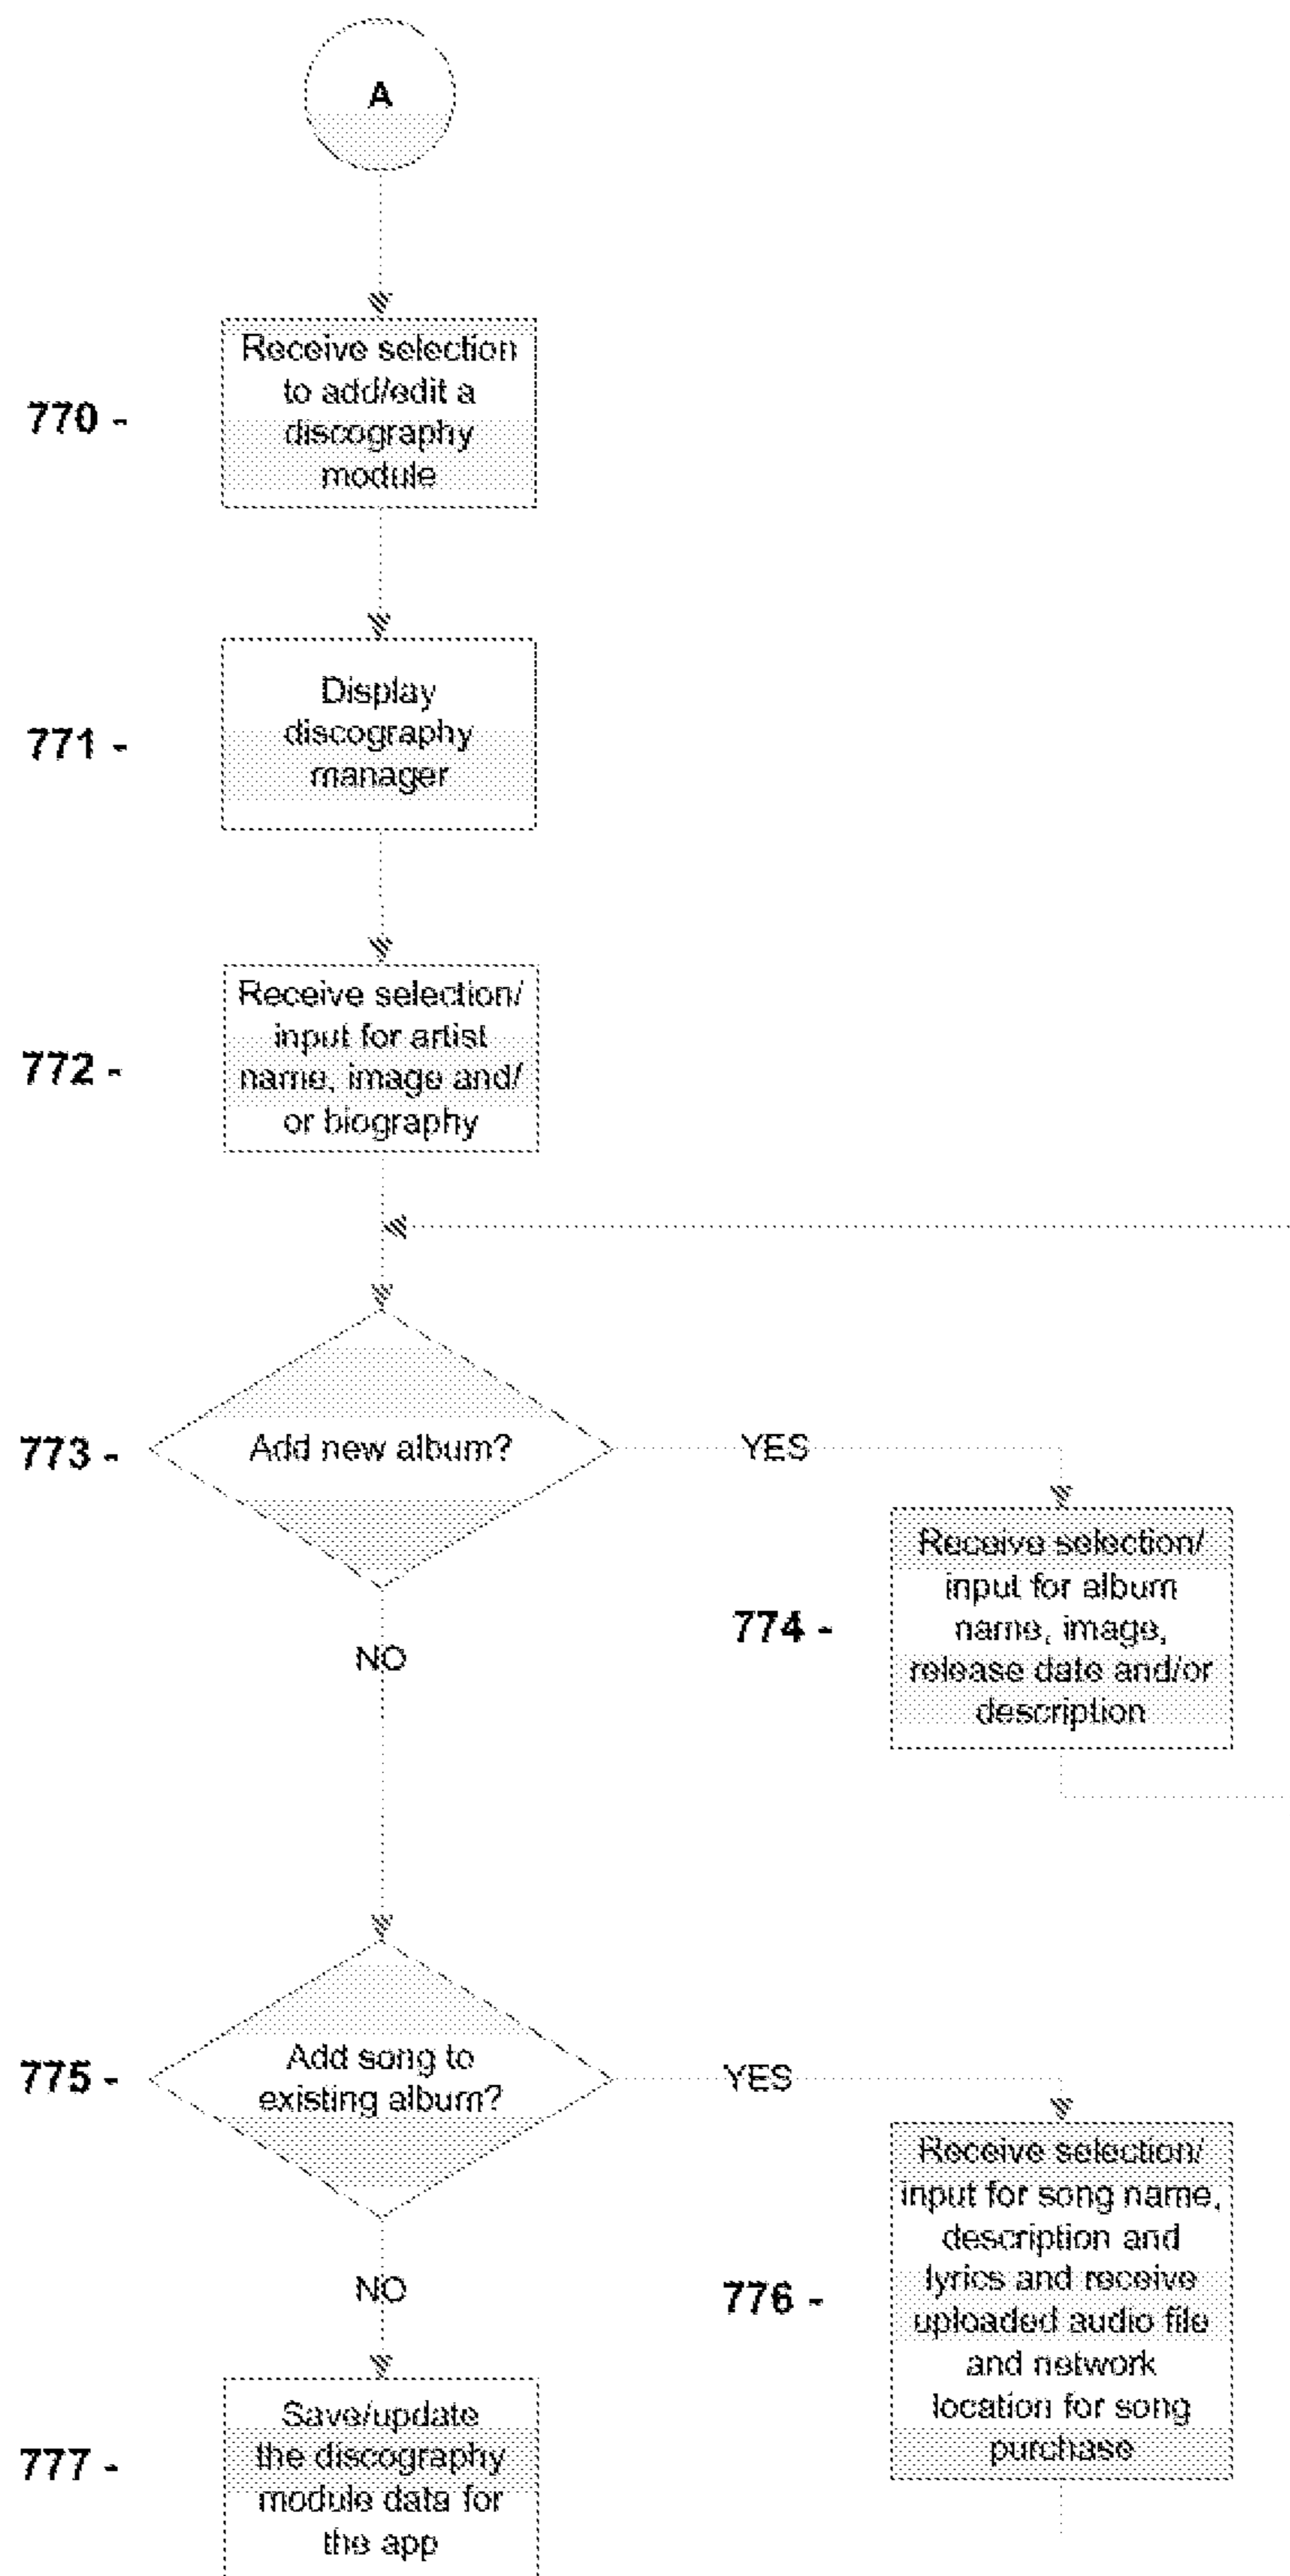 A
Receive selection
to add/edit a
discography
module
770 -
Display
discography
manager
771 -
Receive selection/
input for artist
name, image and/
or biography
772 -
Add new album?
773 -
YES
Receive selection/
input for album
name, image,
release date and/or
description
774 -
NO
Add song to
existing album?
775 -
YES
Receive selection/
input for song name,
description and
lyrics and receive
uploaded audio file
and network
location for song
purchase
776 -
NO
Save/update
the discography
module data for
the app
777 -